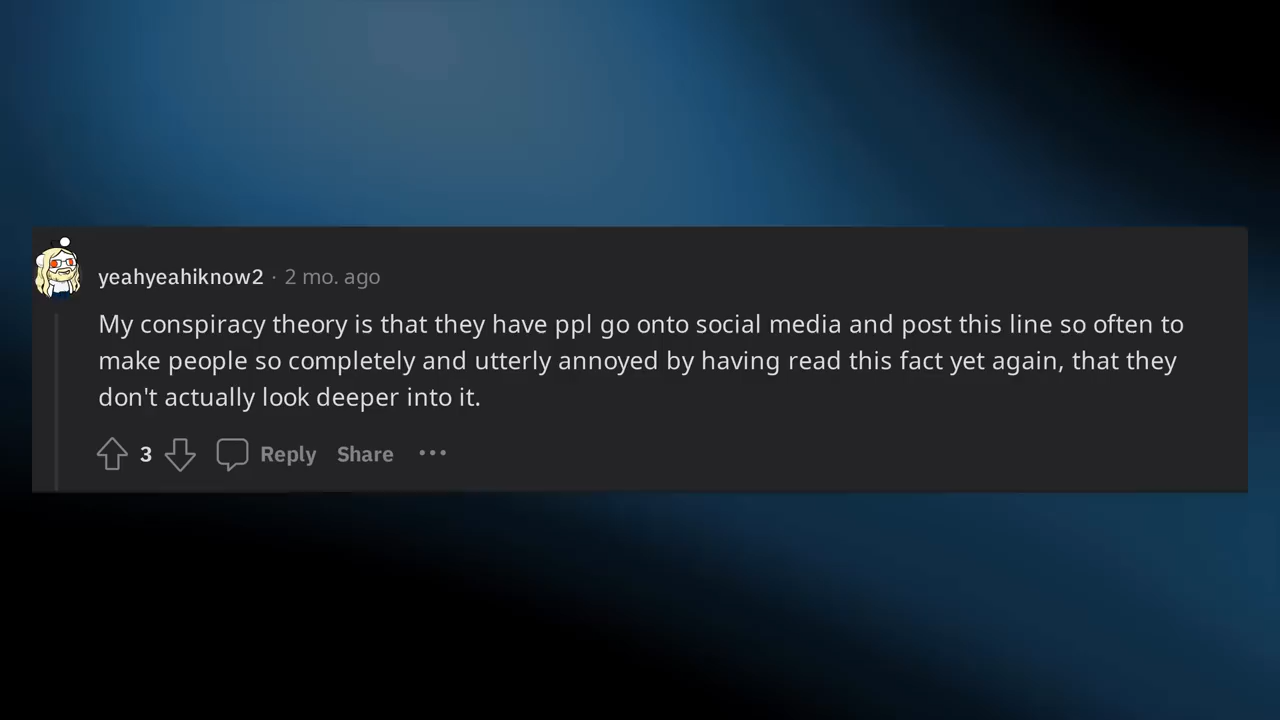 yeahyeahiknow2 · 2 mo. ago
My conspiracy theory is that they have ppl go onto social media and post this line so often to
make people so completely and utterly annoyed by having read this fact yet again, that they
don't actually look deeper into it.
3 Reply Share ···